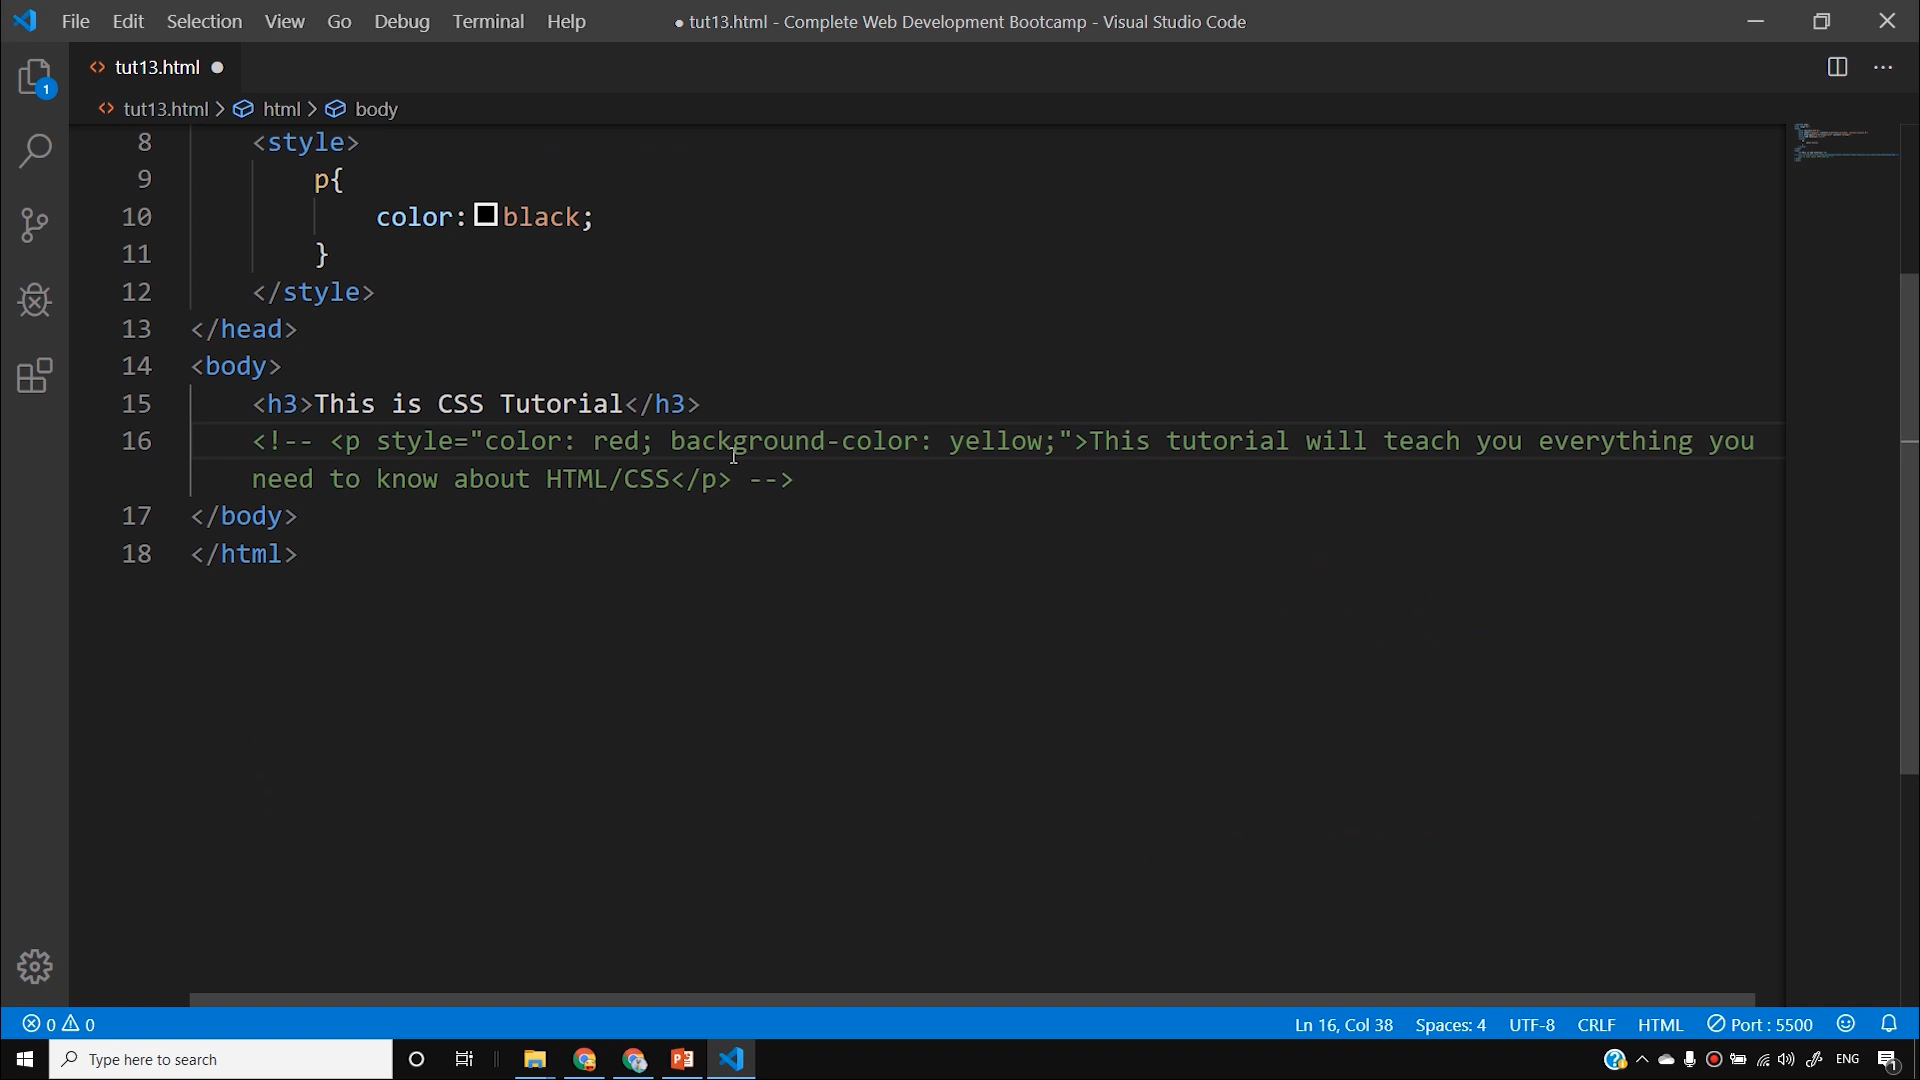 File Edit Selection View Go Debug Terminal Help ● tut13.html - Complete Web Development Bootcamp - Visual Studio Code
1
<> tut13.html ●
<> tut13.html > html > body
8 <style>
9 p{
10 color: black;
11 }
12 </style>
13 </head>
14 <body>
15 <h3>This is CSS Tutorial</h3>
16 <!-- <p style="color: red; background-color: yellow;">This tutorial will teach you everything you
need to know about HTML/CSS</p> -->
17 </body>
18 </html>
0 0 Ln 16, Col 38 Spaces: 4 UTF-8 CRLF HTML Port : 5500
Type here to search ENG 1